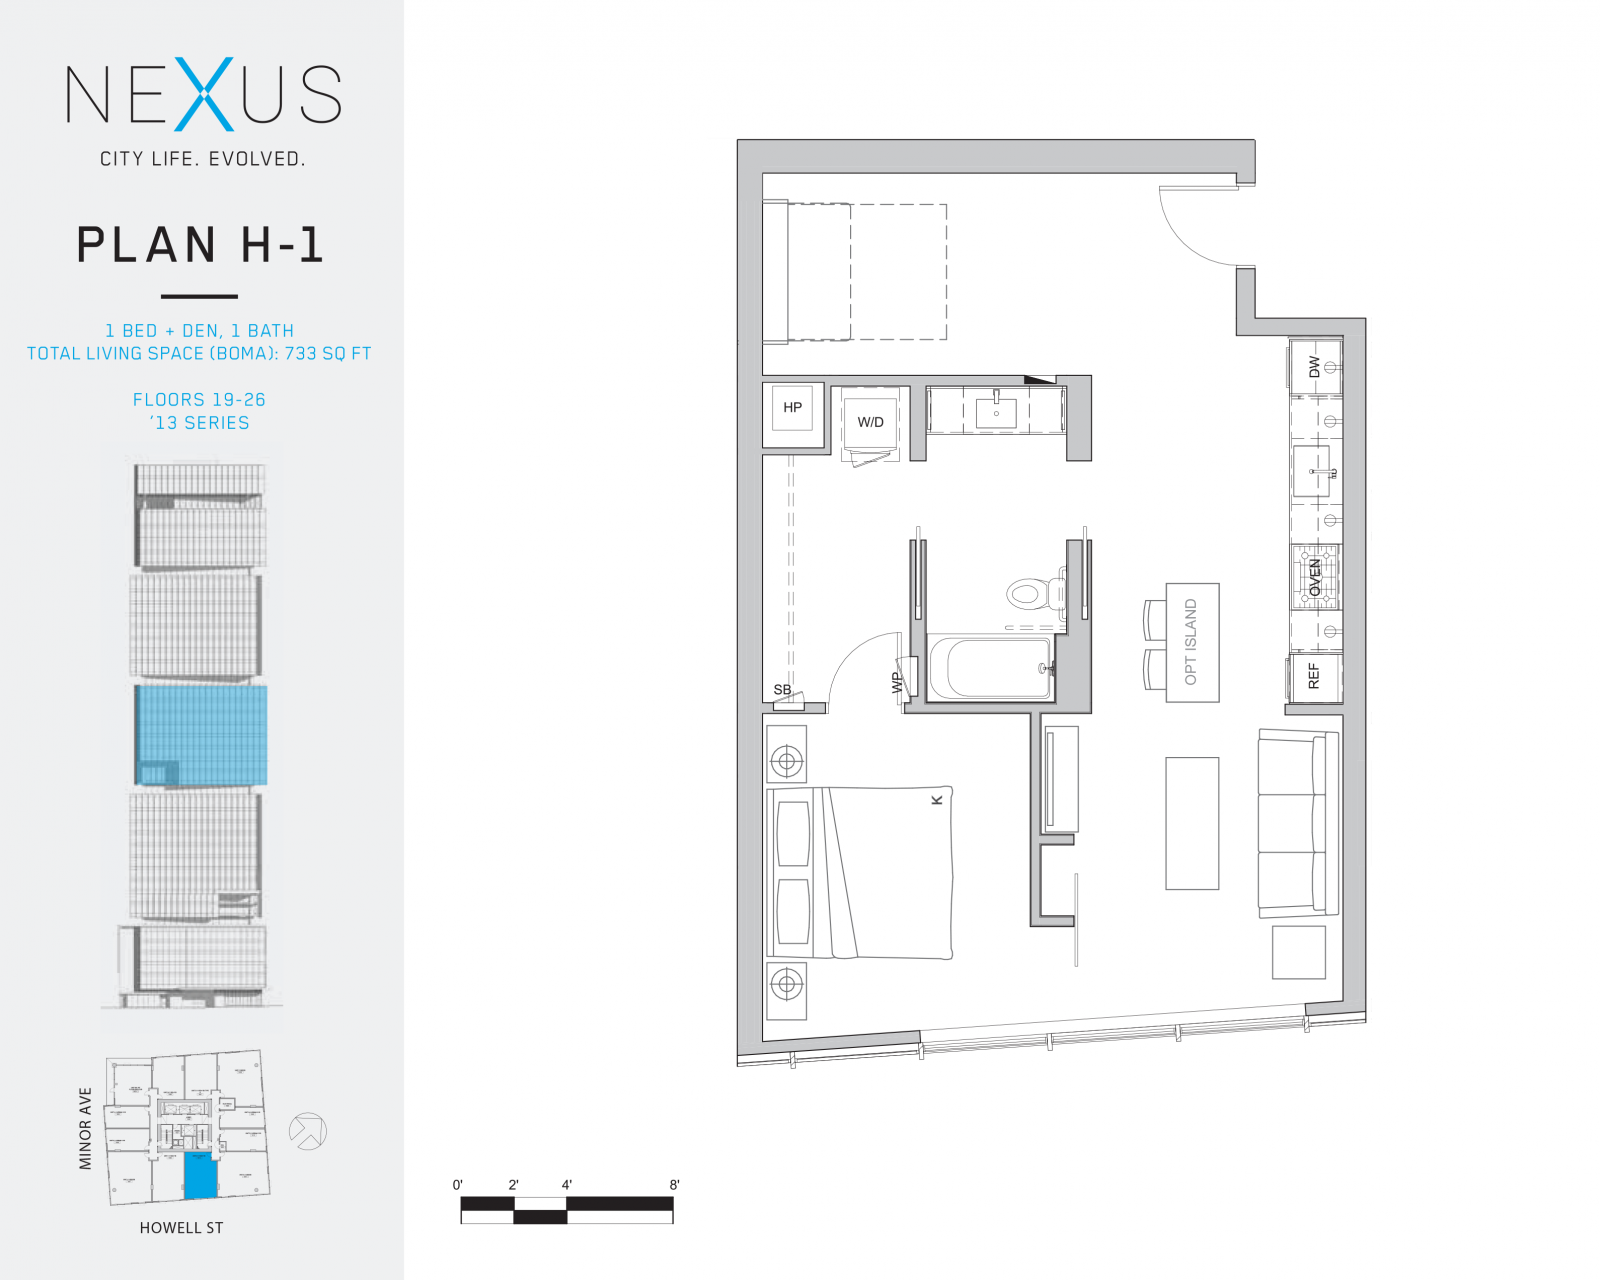 NEXUS
CITY LIFE. EVOLVED.
PLAN H-1
1 BED + DEN, 1 BATH
TOTAL LIVING SPACE (BOMA): 733 SQ FT
FLOORS 19-26
'13 SERIES
MINOR AVE
HOWELL ST
HP
W/D
DW
OVEN
OPT ISLAND
REF
SB
WP
K
0' 2' 4' 8'